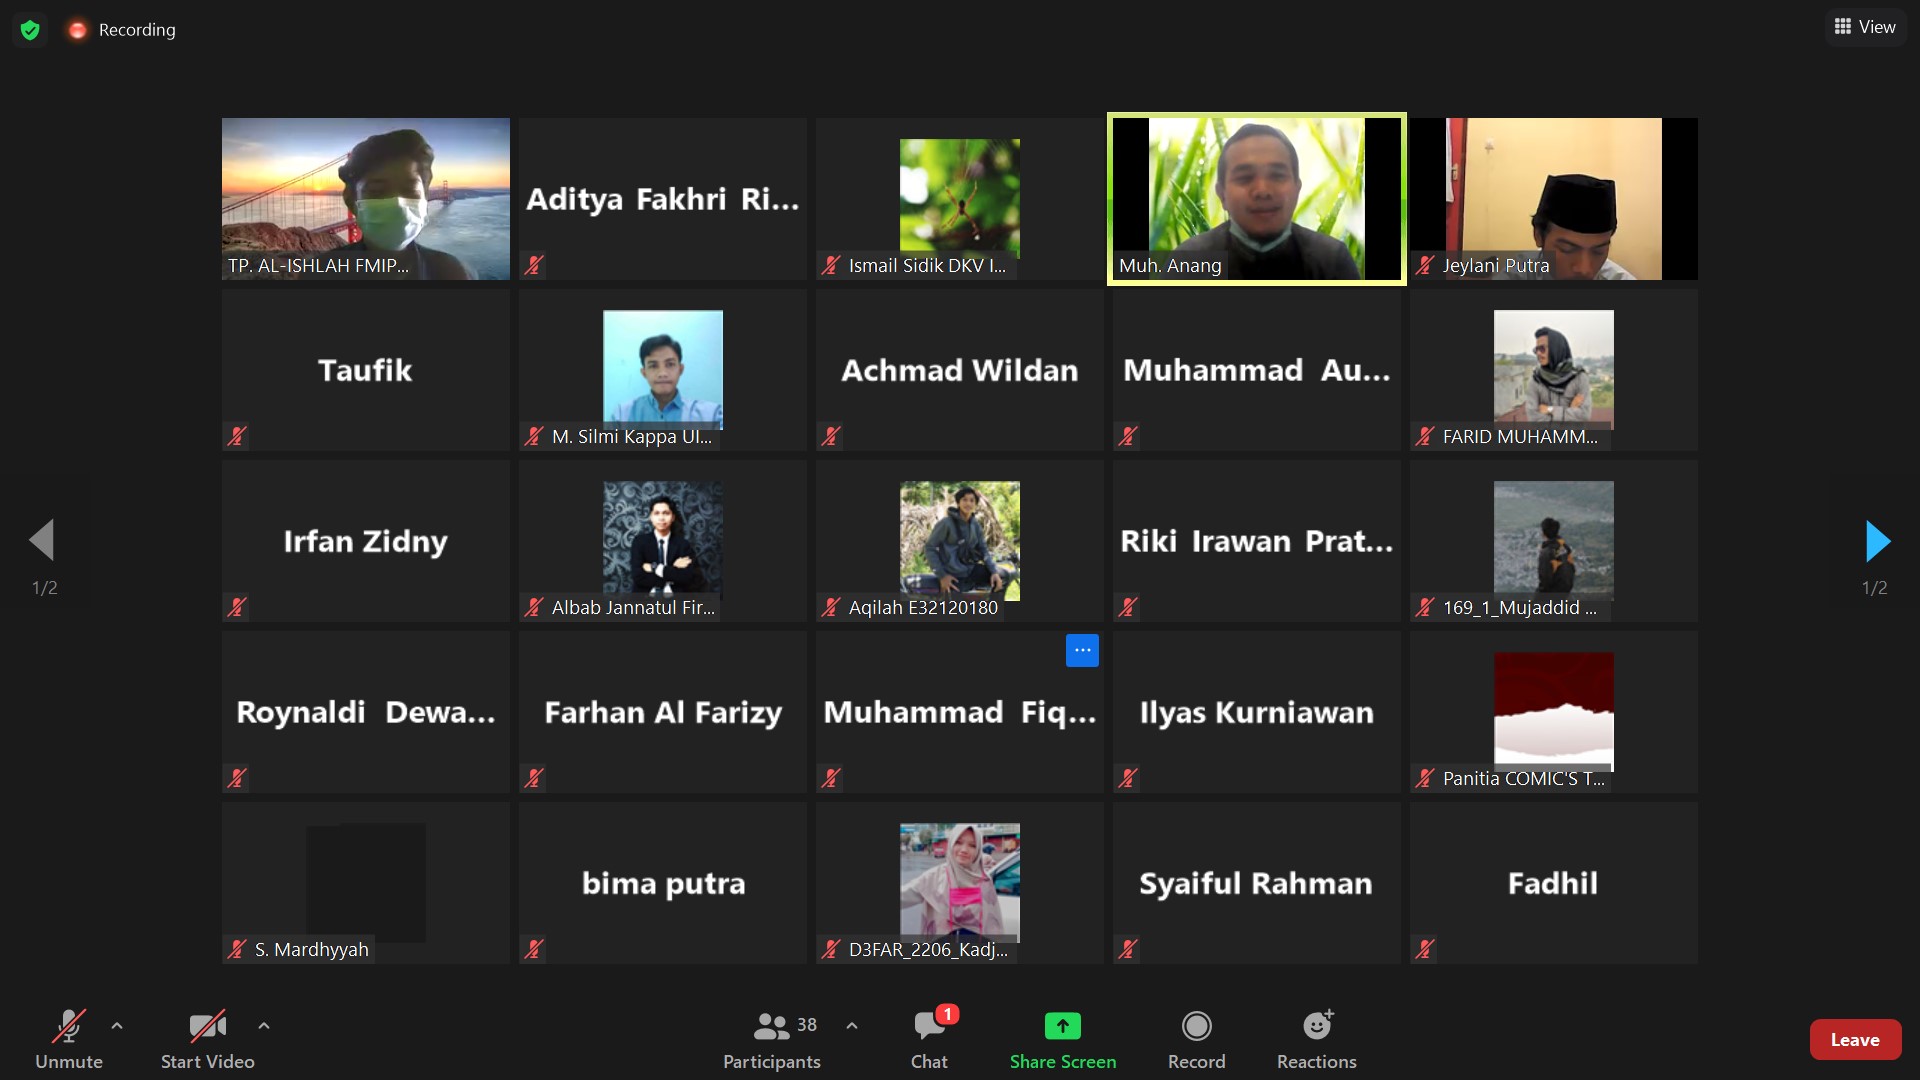 Recording
View
TP. AL-ISHLAH FMIP...
Aditya Fakhri Ri...
Ismail Sidik DKV I...
Muh. Anang
Jeylani Putra
Taufik
M. Silmi Kappa UI...
Achmad Wildan
Muhammad Au...
FARID MUHAMM...
Irfan Zidny
Albab Jannatul Fir...
Aqilah E32120180
Riki Irawan Prat...
169_1_Mujaddid ...
1/2
1/2
Roynaldi Dewa...
Farhan Al Farizy
Muhammad Fiq...
Ilyas Kurniawan
Panitia COMIC'S T...
S. Mardhyyah
bima putra
D3FAR_2206_Kadj...
Syaiful Rahman
Fadhil
Unmute
Start Video
38
Participants
1
Chat
Share Screen
Record
Reactions
Leave